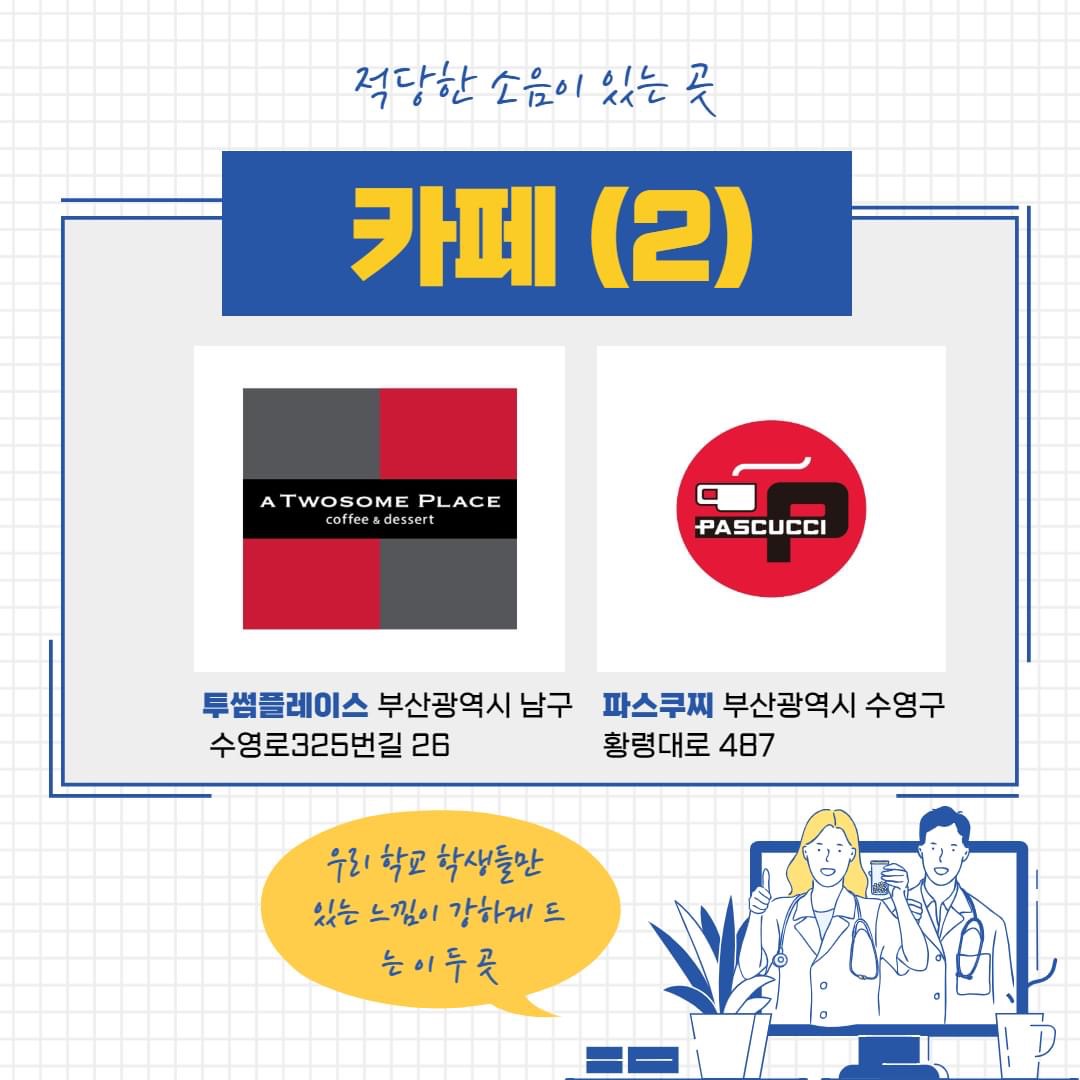 적당한 소음이 있는 곳
카페 (2)
A TWOSOME PLACE
coffee & dessert
PASCUCCI
투썸플레이스 부산광역시 남구
수영로325번길 26
파스쿠찌 부산광역시 수영구
황령대로 487
우리 학교 학생들만
있는 느낌이 강하게 드
는 이 두 곳